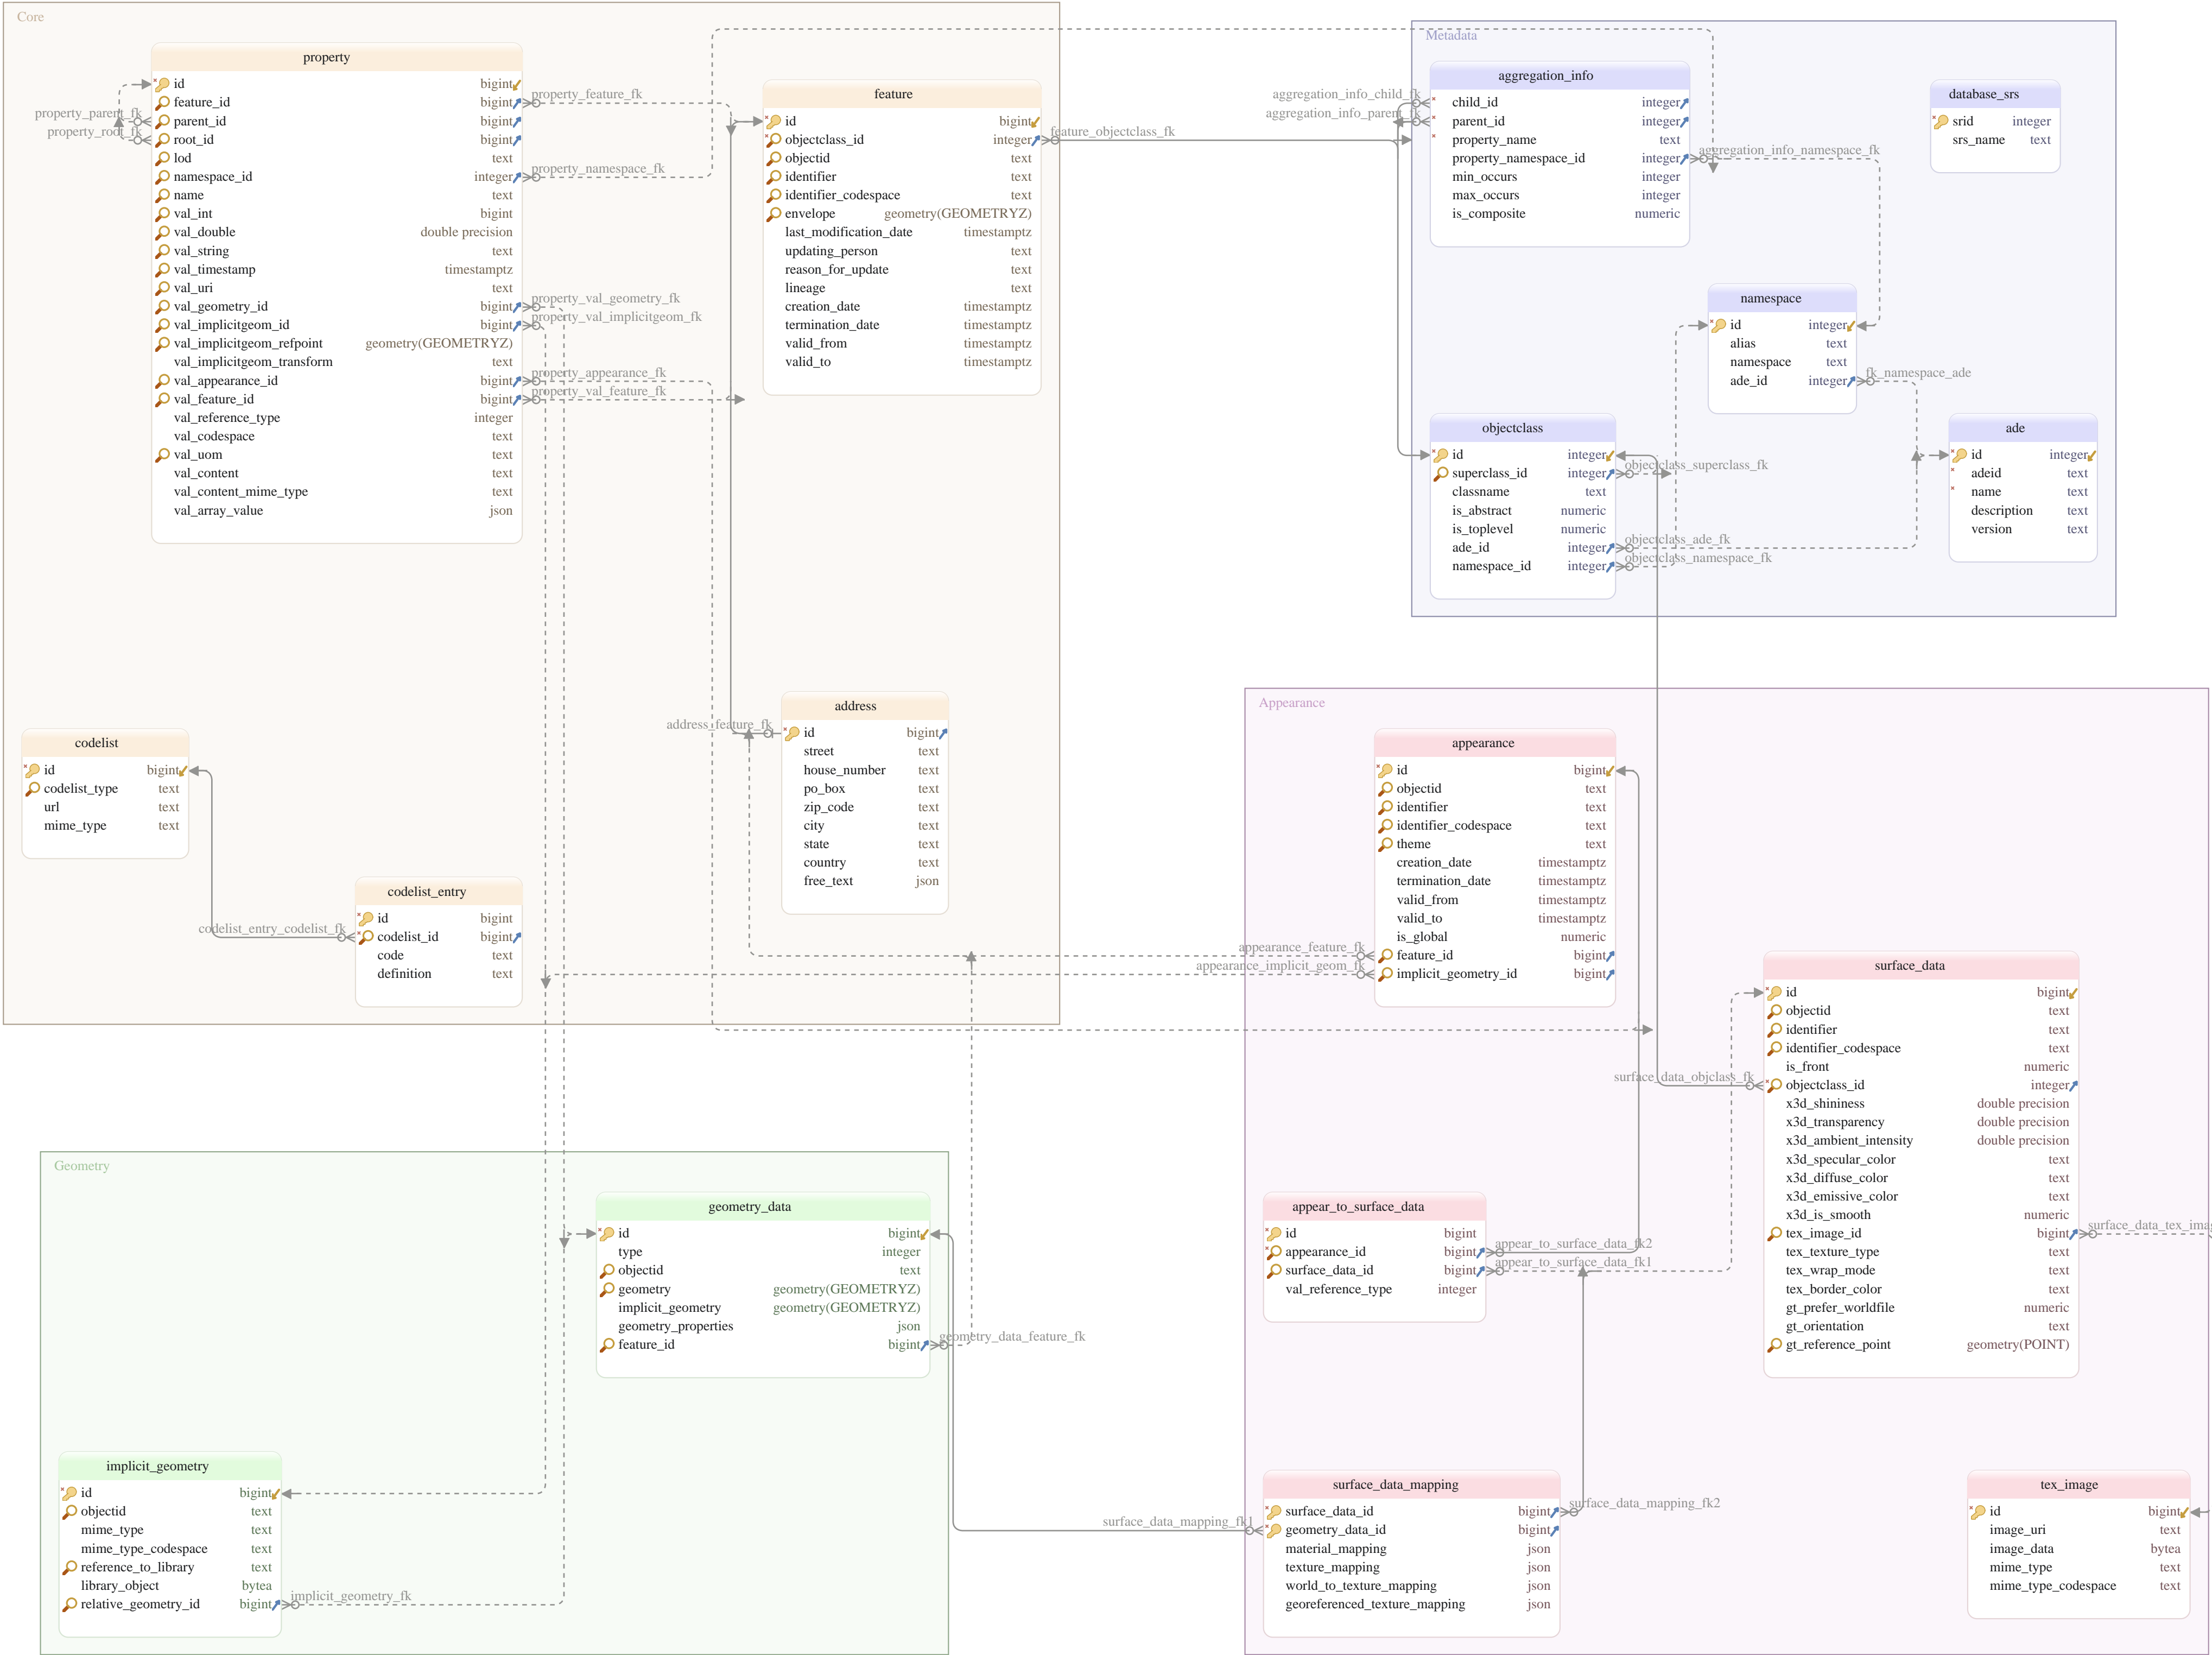 Core
property
id bigint
feature_id bigint
parent_id bigint
root_id bigint
lod text
namespace_id integer
name text
val_int bigint
val_double double precision
val_string text
val_timestamp timestamptz
val_uri text
val_geometry_id bigint
val_implicitgeom_id bigint
val_implicitgeom_refpoint geometry(GEOMETRYZ)
val_implicitgeom_transform text
val_appearance_id bigint
val_feature_id bigint
val_reference_type integer
val_codespace text
val_uom text
val_content text
val_content_mime_type text
val_array_value json
property_parent_fk
property_root_fk
property_feature_fk
property_namespace_fk
property_val_geometry_fk
property_val_implicitgeom_fk
property_appearance_fk
property_val_feature_fk
feature
id bigint
objectclass_id integer
objectid text
identifier text
identifier_codespace text
envelope geometry(GEOMETRYZ)
last_modification_date timestamptz
updating_person text
reason_for_update text
lineage text
creation_date timestamptz
termination_date timestamptz
valid_from timestamptz
valid_to timestamptz
feature_objectclass_fk
address_feature_fk
address
id bigint
street text
house_number text
po_box text
zip_code text
city text
state text
country text
free_text json
codelist
id bigint
codelist_type text
url text
mime_type text
codelist_entry_codelist_fk
codelist_entry
id bigint
codelist_id bigint
code text
definition text
Metadata
aggregation_info_child_fk
aggregation_info_parent_fk
aggregation_info
child_id integer
parent_id integer
property_name text
property_namespace_id integer
min_occurs integer
max_occurs integer
is_composite numeric
aggregation_info_namespace_fk
database_srs
srid integer
srs_name text
namespace
id integer
alias text
namespace text
ade_id integer
fk_namespace_ade
objectclass
id integer
superclass_id integer
classname text
is_abstract numeric
is_toplevel numeric
ade_id integer
namespace_id integer
objectclass_superclass_fk
objectclass_ade_fk
objectclass_namespace_fk
ade
id integer
adeid text
name text
description text
version text
Appearance
appearance
id bigint
objectid text
identifier text
identifier_codespace text
theme text
creation_date timestamptz
termination_date timestamptz
valid_from timestamptz
valid_to timestamptz
is_global numeric
feature_id bigint
implicit_geometry_id bigint
appearance_feature_fk
appearance_implicit_geom_fk
surface_data
id bigint
objectid text
identifier text
identifier_codespace text
is_front numeric
objectclass_id integer
x3d_shininess double precision
x3d_transparency double precision
x3d_ambient_intensity double precision
x3d_specular_color text
x3d_diffuse_color text
x3d_emissive_color text
x3d_is_smooth numeric
tex_image_id bigint
tex_texture_type text
tex_wrap_mode text
tex_border_color text
gt_prefer_worldfile numeric
gt_orientation text
gt_reference_point geometry(POINT)
surface_data_objclass_fk
appear_to_surface_data
id bigint
appearance_id bigint
surface_data_id bigint
val_reference_type integer
appear_to_surface_data_fk2
appear_to_surface_data_fk1
surface_data_mapping
surface_data_id bigint
geometry_data_id bigint
material_mapping json
texture_mapping json
world_to_texture_mapping json
georeferenced_texture_mapping json
surface_data_mapping_fk2
surface_data_mapping_fk1
tex_image
id bigint
image_uri text
image_data bytea
mime_type text
mime_type_codespace text
Geometry
geometry_data
id bigint
type integer
objectid text
geometry geometry(GEOMETRYZ)
implicit_geometry geometry(GEOMETRYZ)
geometry_properties json
feature_id bigint
geometry_data_feature_fk
implicit_geometry
id bigint
objectid text
mime_type text
mime_type_codespace text
reference_to_library text
library_object bytea
relative_geometry_id bigint
implicit_geometry_fk